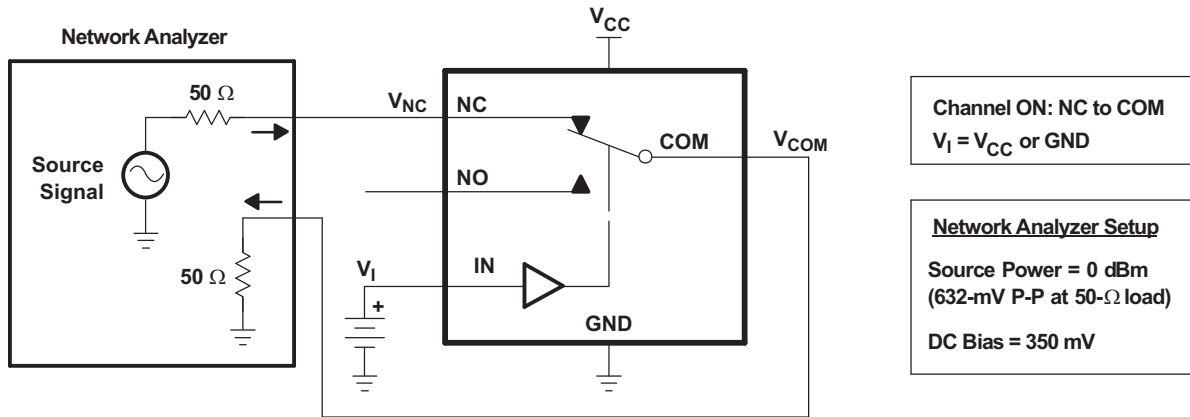 V_CC
Network Analyzer
50 Ω
V_NC
NC
Source
Signal
COM
V_COM
NO
50 Ω
V_I
IN
+
GND
Channel ON: NC to COM
V_I = V_CC or GND
Network Analyzer Setup
Source Power = 0 dBm
(632-mV P-P at 50-Ω load)
DC Bias = 350 mV